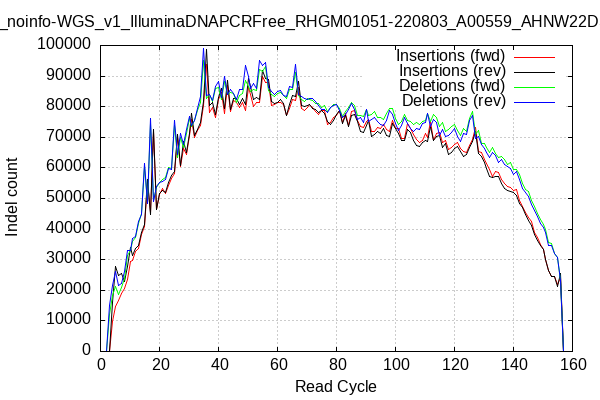 _noinfo-WGS_v1_IlluminaDNAPCRFree_RHGM01051-220803_A00559_AHNW22D
Insertions (fwd)
Insertions (rev)
Deletions (fwd)
Deletions (rev)
100000
90000
80000
70000
60000
50000
40000
30000
20000
10000
0
Indel count
0 20 40 60 80 100 120 140 160
Read Cycle